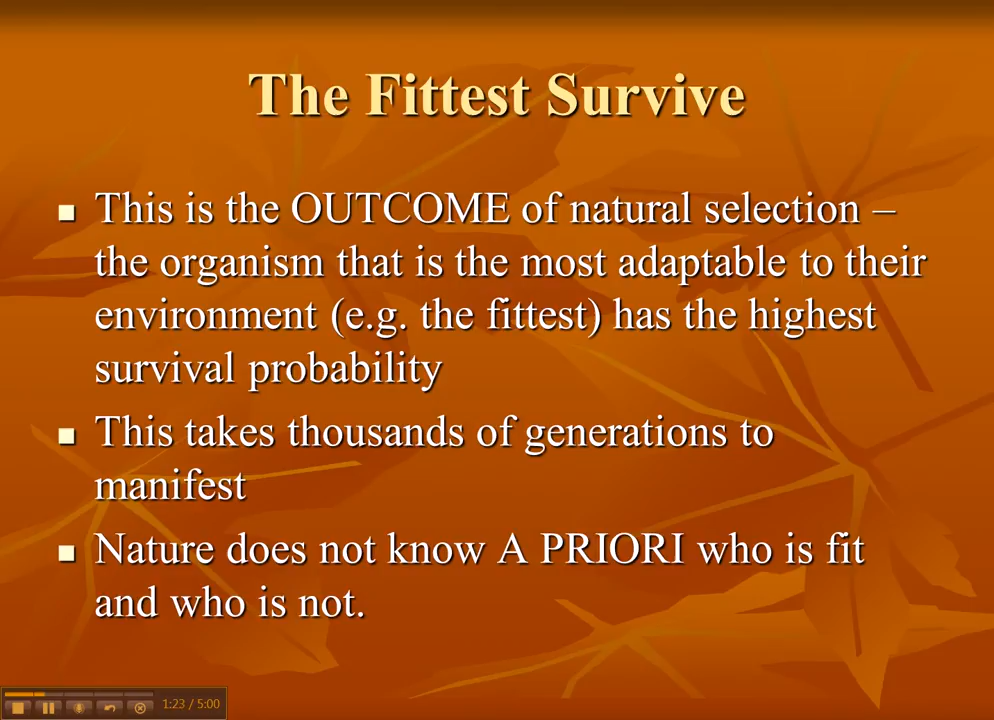 The Fittest Survive
This is the OUTCOME of natural selection –
the organism that is the most adaptable to their
environment (e.g. the fittest) has the highest
survival probability
This takes thousands of generations to
manifest
Nature does not know A PRIORI who is fit
and who is not.
1:23 / 5:00